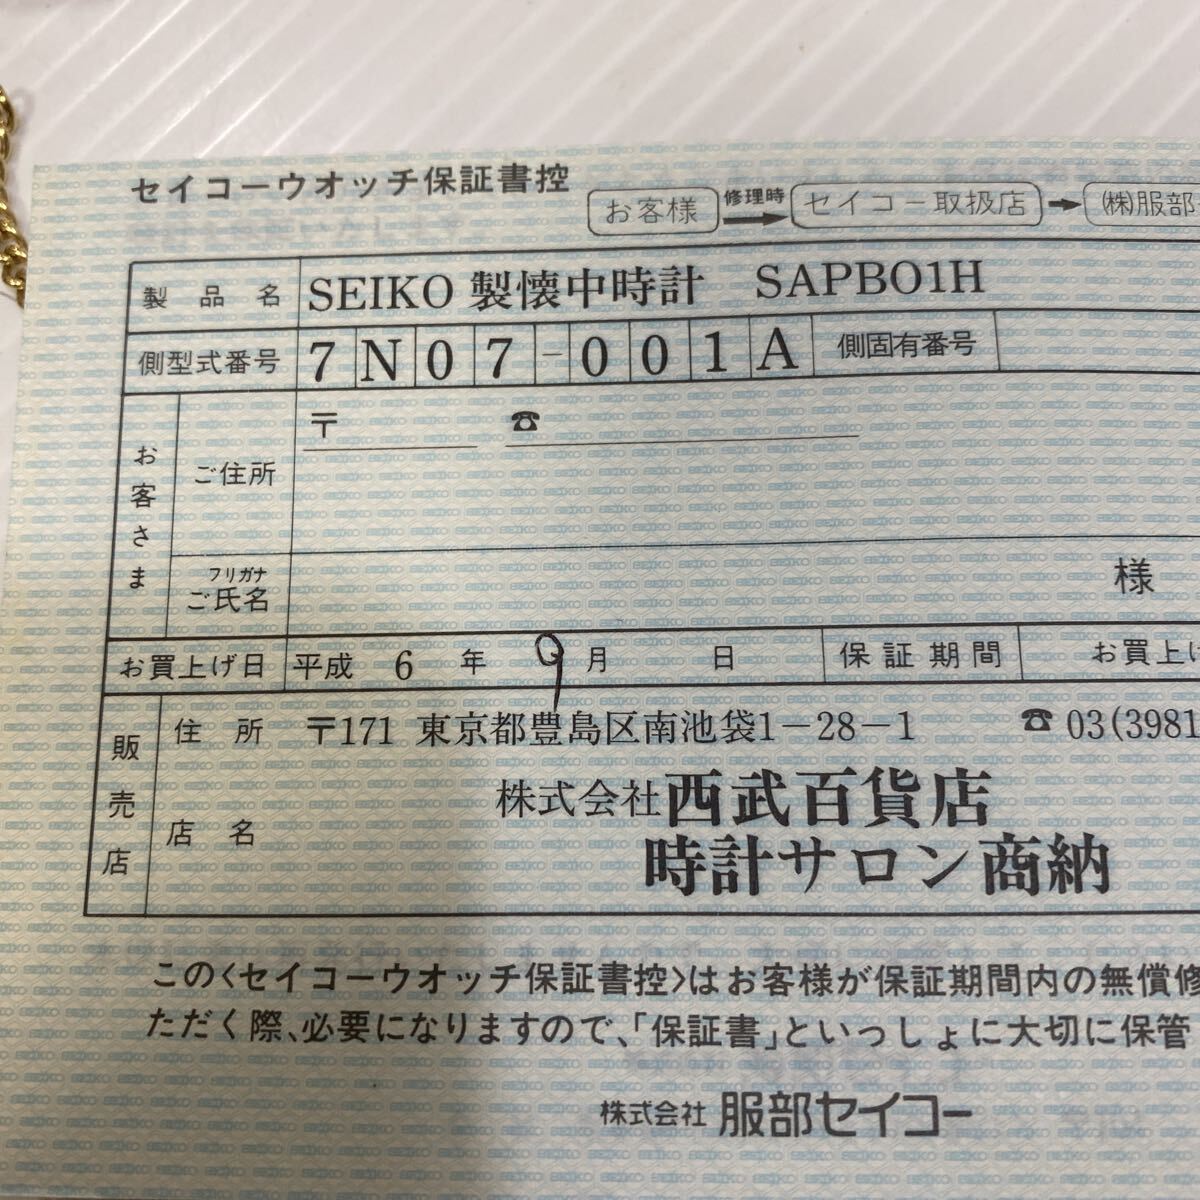 セイコーウオッチ保証書控
お客様 修理時 セイコー取扱店 ㈱服部
製品名 SEIKO 製懐中時計 SAPBO1H
側型式番号 7N07-001A 側固有番号
お客さま ご住所 〒 ☎
フリガナ
ご氏名 様
お買上げ日 平成 6 年 9 月 日 保証期間 お買上げ
販売店 住所 〒171 東京都豊島区南池袋1-28-1 ☎ 03(3981
店名 株式会社 西武百貨店
時計サロン商納
この〈セイコーウオッチ保証書控〉はお客様が保証期間内の無償修
ただく際、必要になりますので、「保証書」といっしょに大切に保管
株式会社 服部セイコー